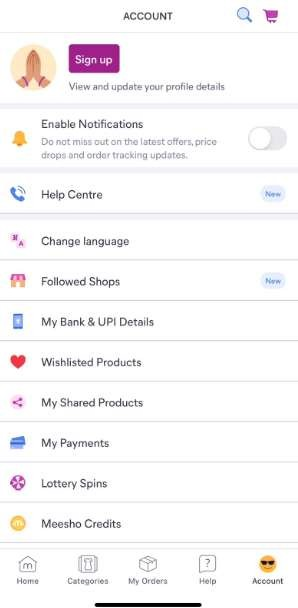 ACCOUNT
Sign up
View and update your profile details
Enable Notifications
Do not miss out on the latest offers, price
drops and order tracking updates.
Help Centre
New
Change language
Followed Shops
New
My Bank & UPI Details
Wishlisted Products
My Shared Products
My Payments
Lottery Spins
Meesho Credits
Home
Categories
My Orders
Help
Account